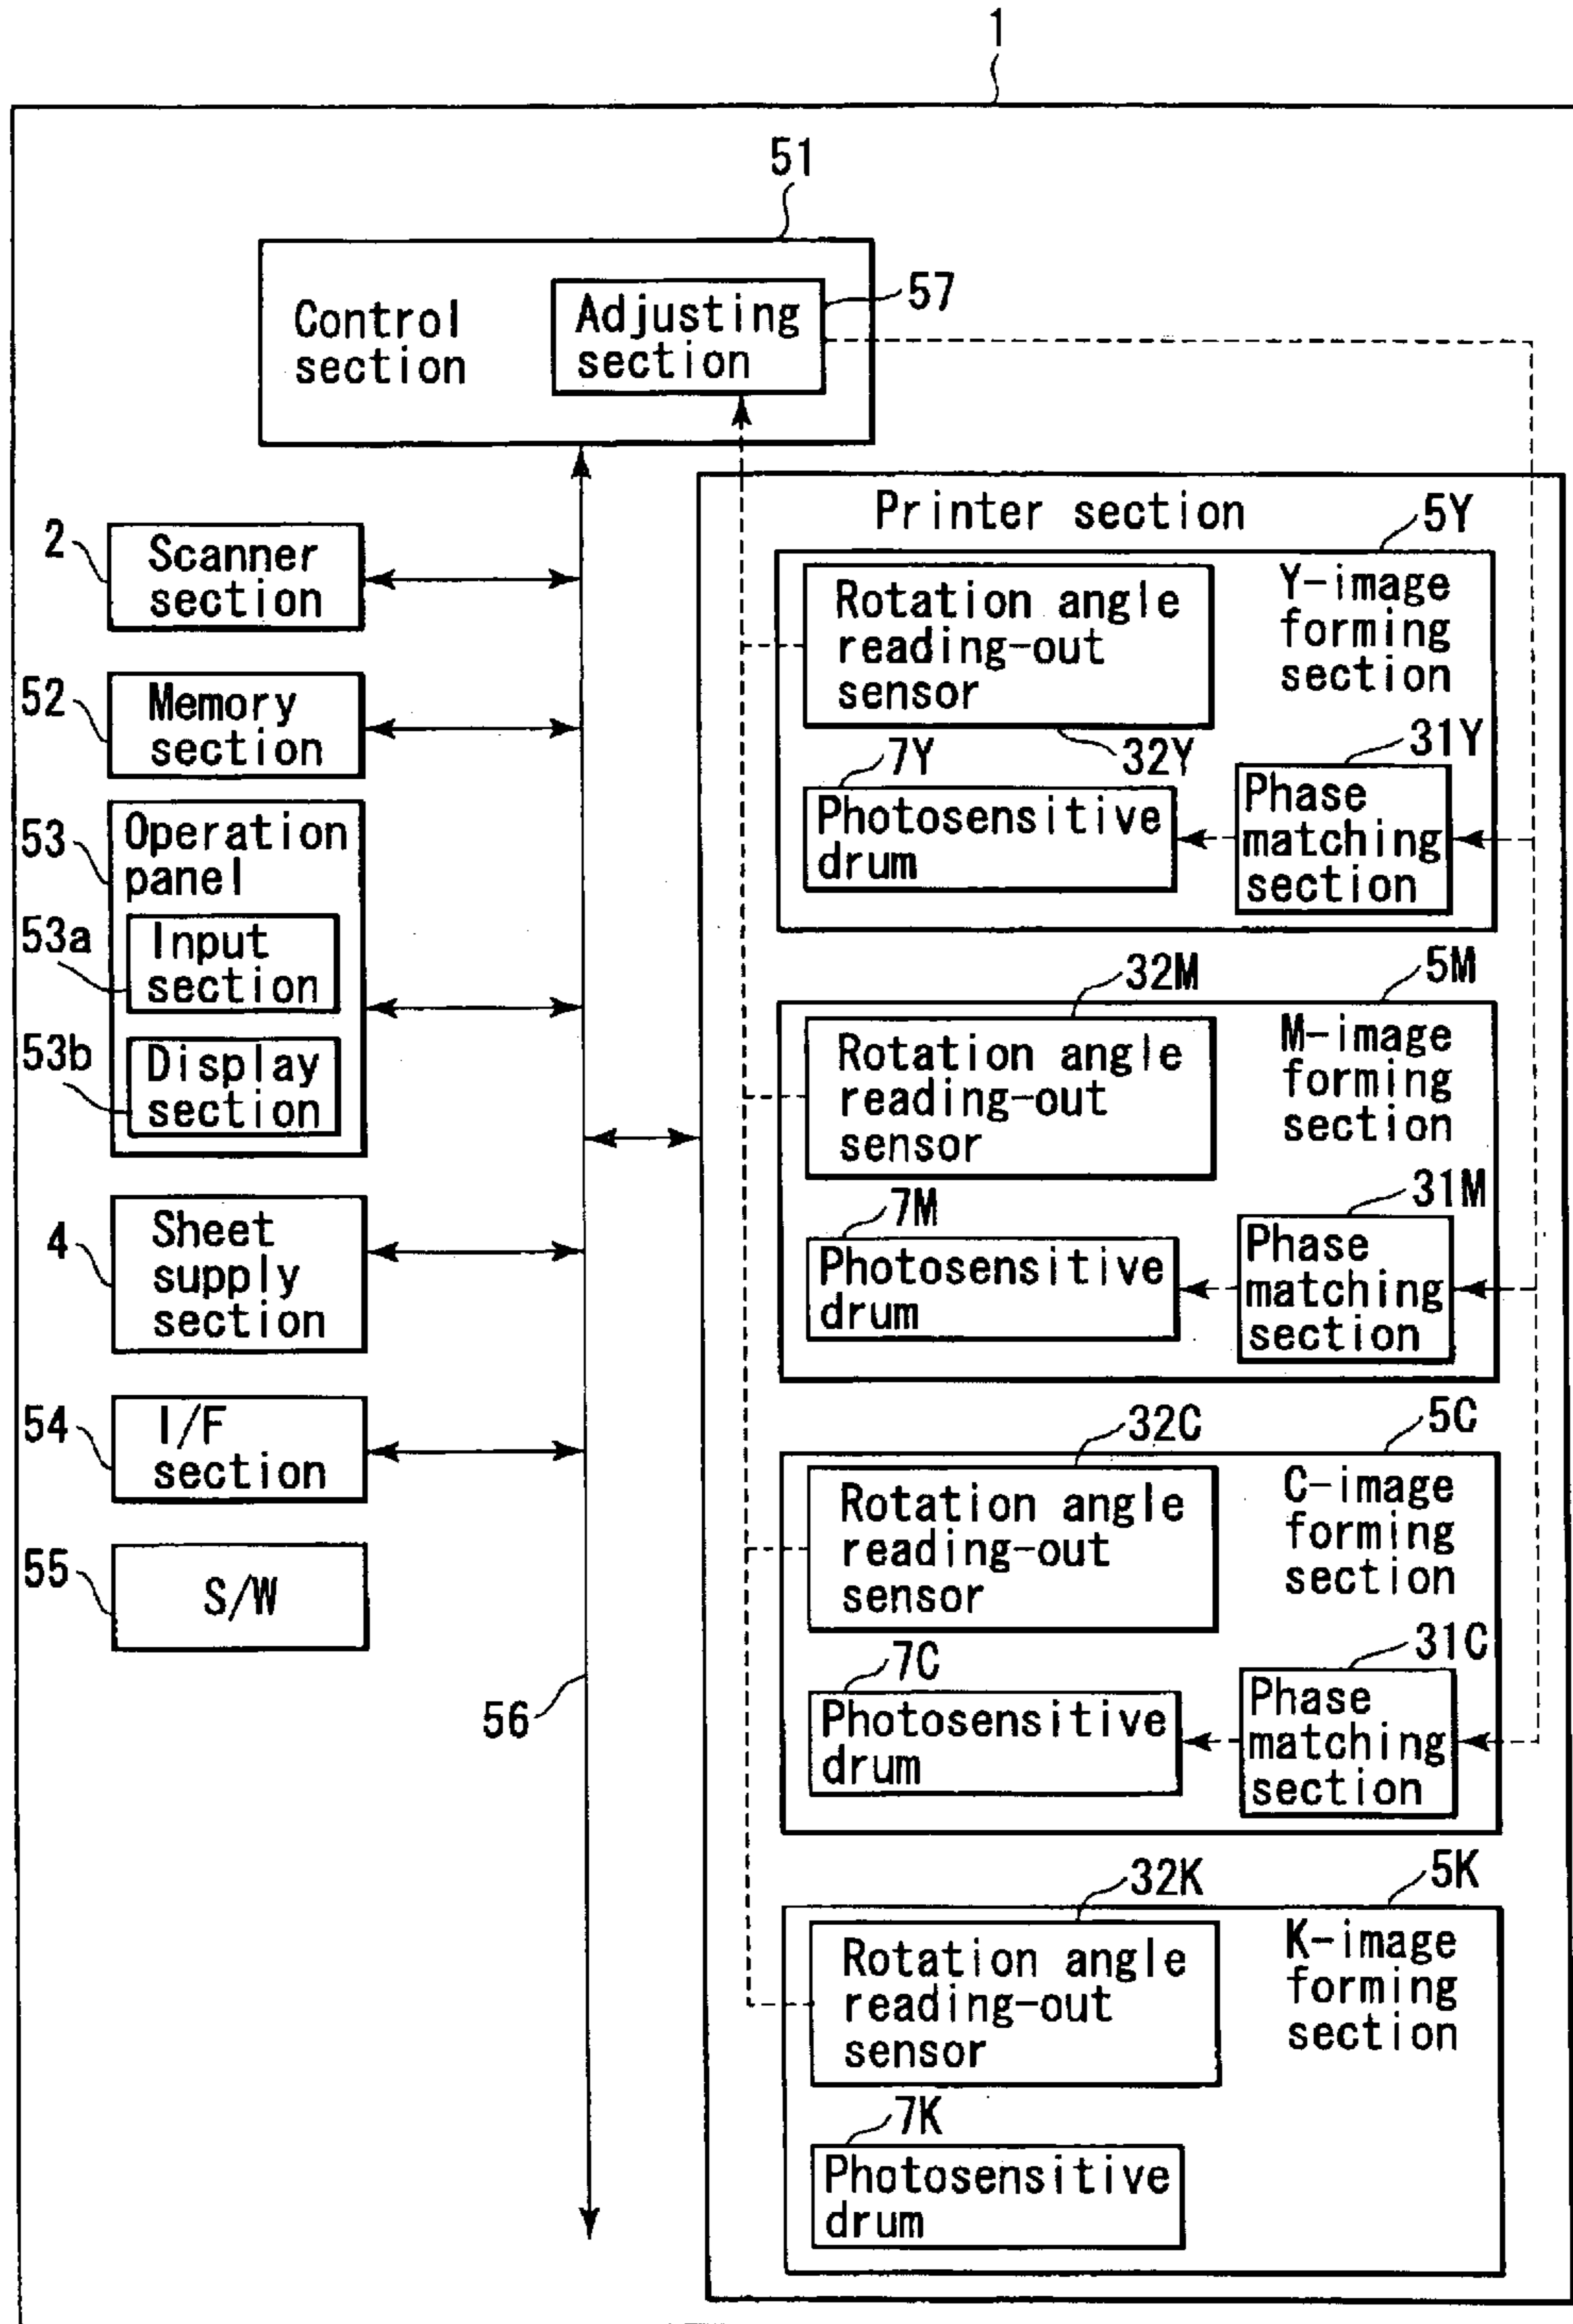 1
51
Control
section
57
Adjusting
section
2
Scanner
section
52
Memory
section
53
Operation
panel
53a
Input
section
53b
Display
section
4
Sheet
supply
section
54
I/F
section
55
S/W
56
Printer section
5Y
Y-image
forming
section
Rotation angle
reading-out
sensor
32Y
7Y
Photosensitive
drum
31Y
Phase
matching
section
5M
M-image
forming
section
32M
Rotation angle
reading-out
sensor
7M
Photosensitive
drum
31M
Phase
matching
section
5C
C-image
forming
section
32C
Rotation angle
reading-out
sensor
7C
Photosensitive
drum
31C
Phase
matching
section
5K
K-image
forming
section
32K
Rotation angle
reading-out
sensor
7K
Photosensitive
drum